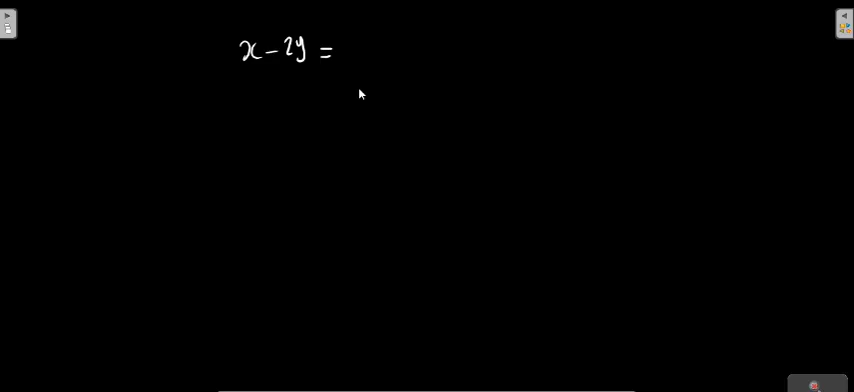 x - 2y =